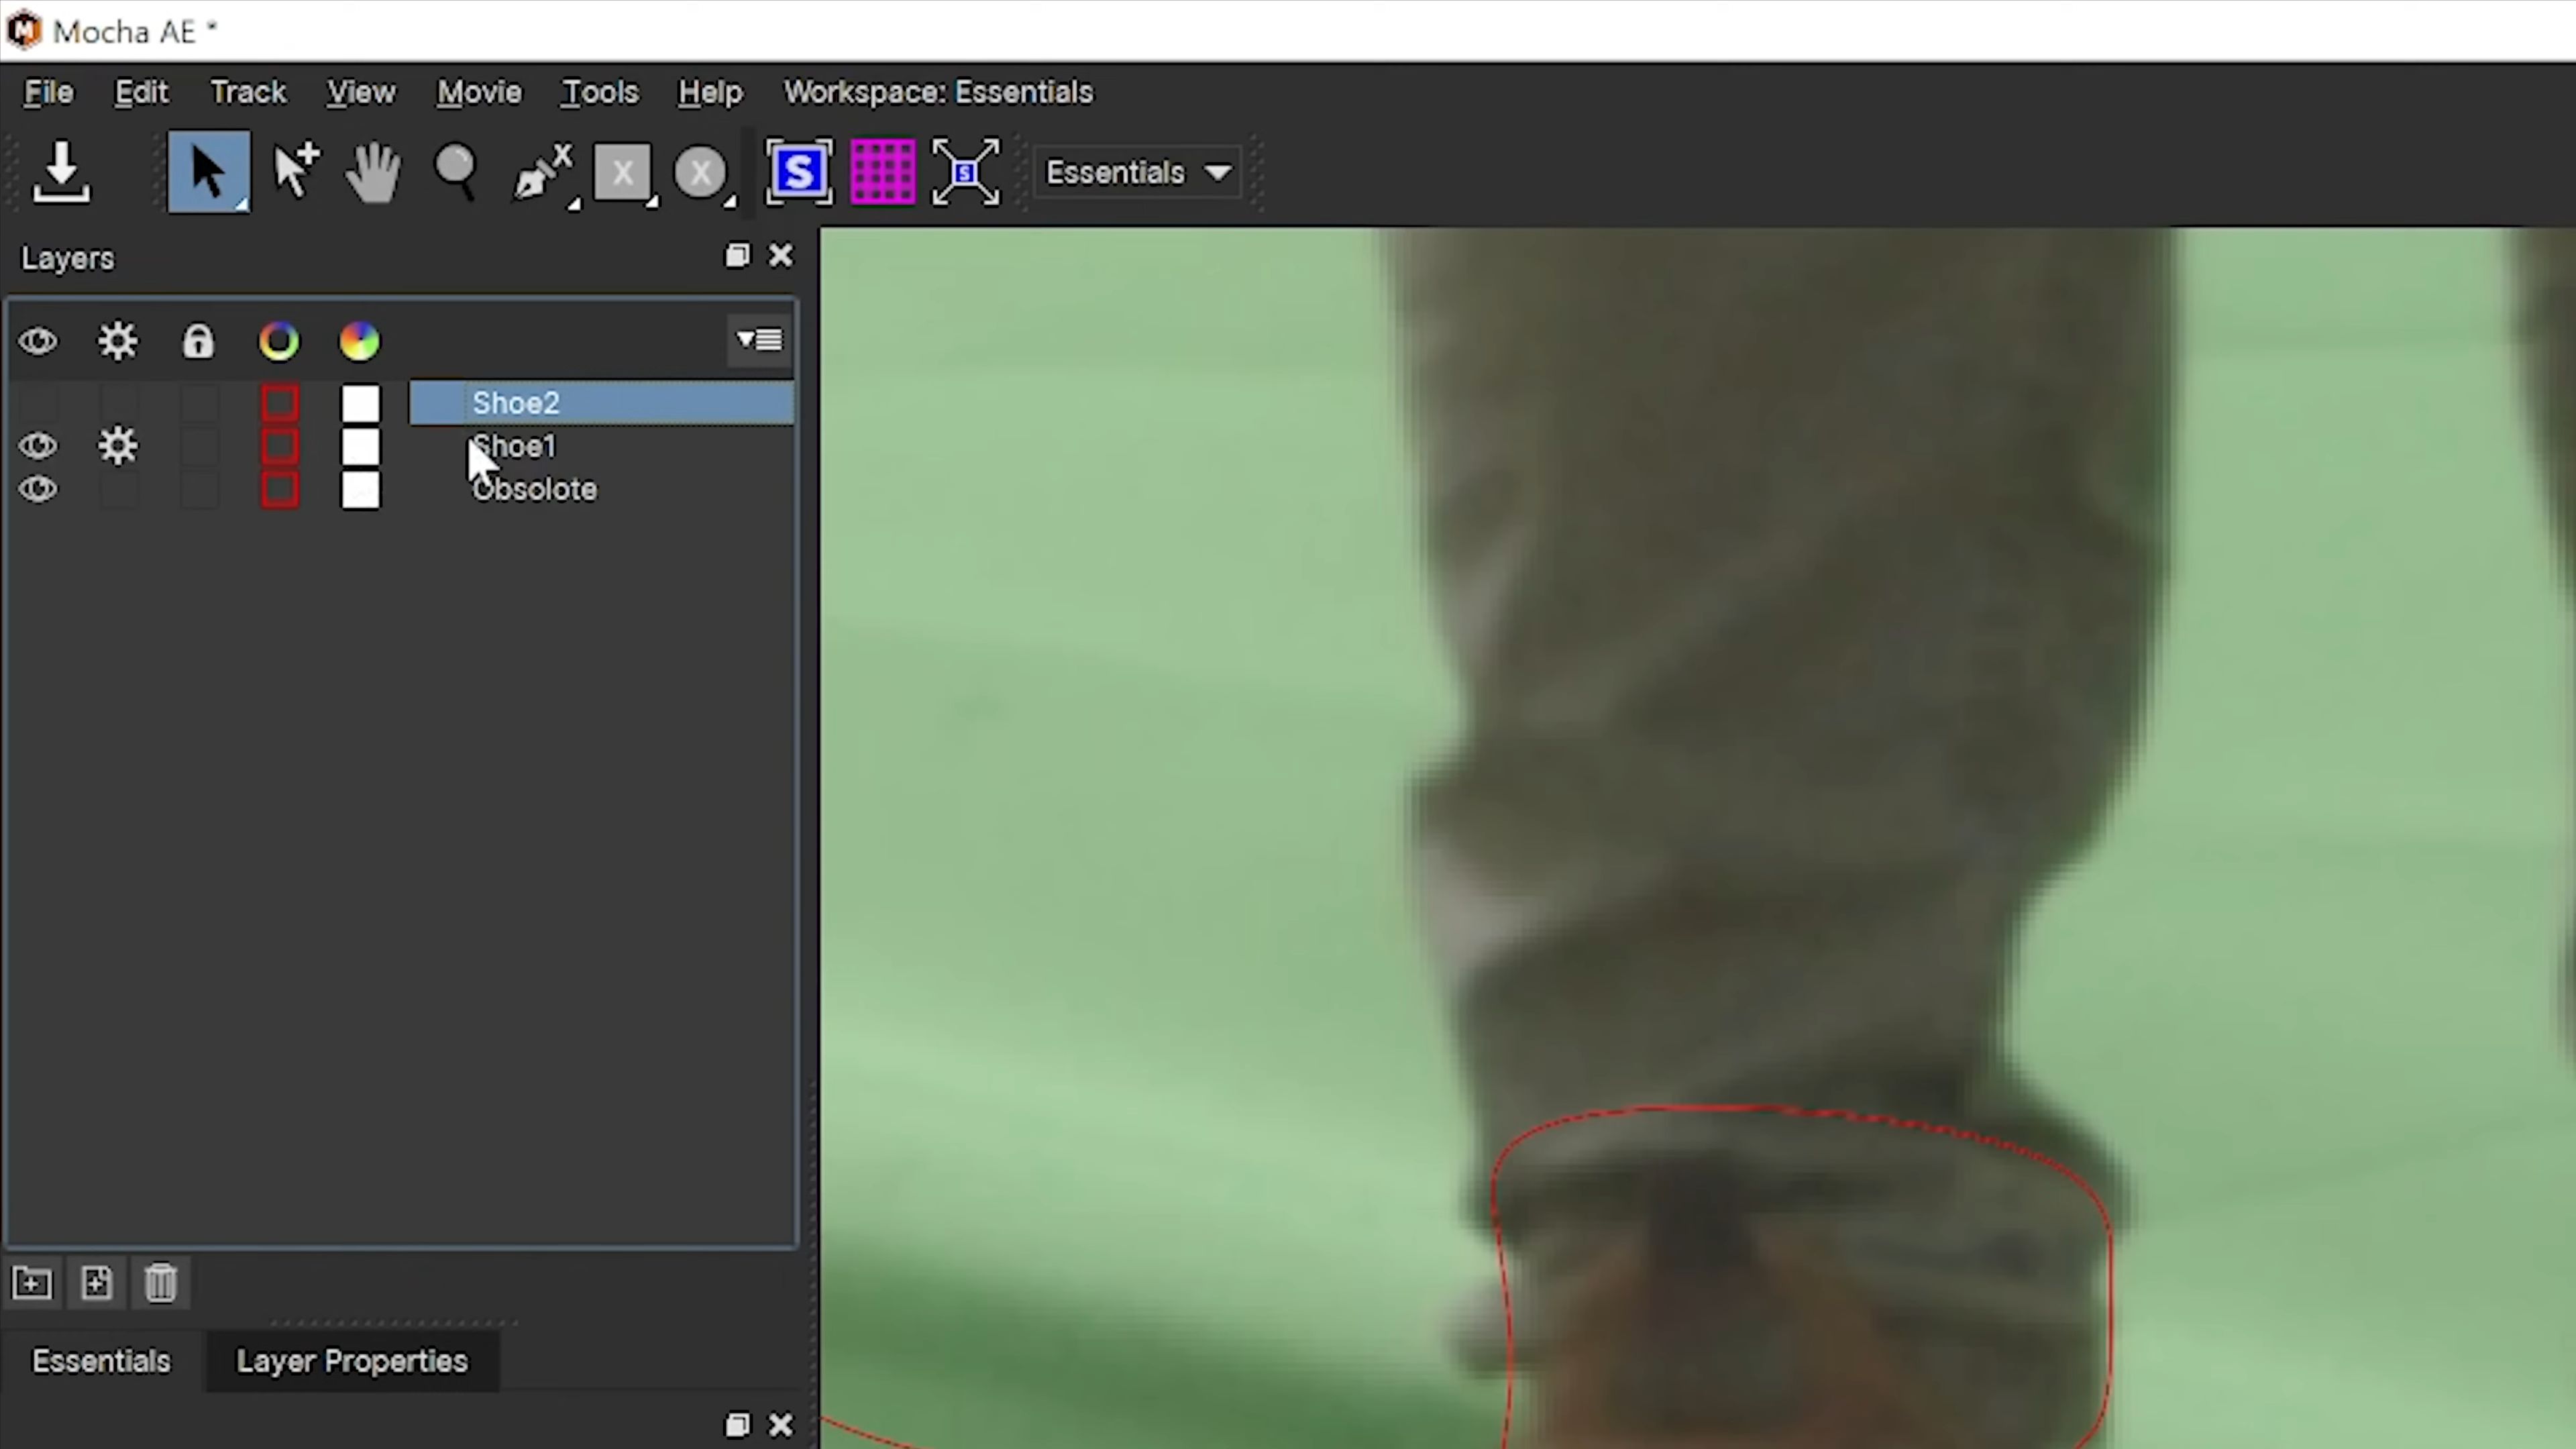 Mocha AE *
File Edit Track View Movie Tools Help Workspace: Essentials
X X X S S Essentials
Layers
Shoe2
Shoe1
Obsolote
Essentials Layer Properties